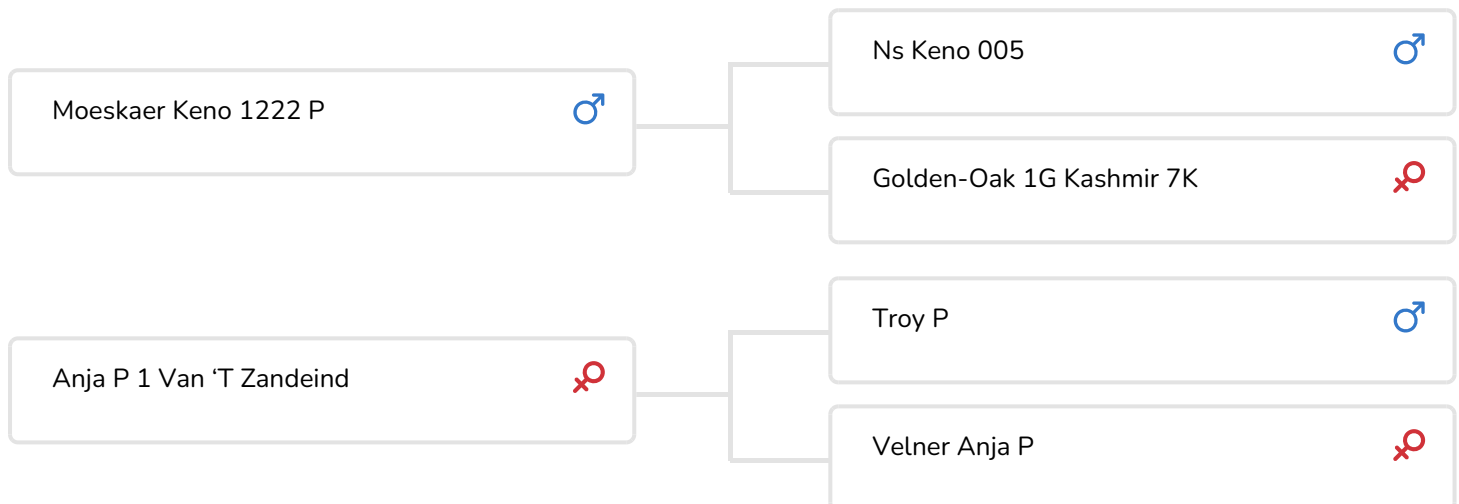 Ns Keno 005
Moeskaer Keno 1222 P
Golden-Oak 1G Kashmir 7K
Troy P
Anja P 1 Van ‘T Zandeind
Velner Anja P